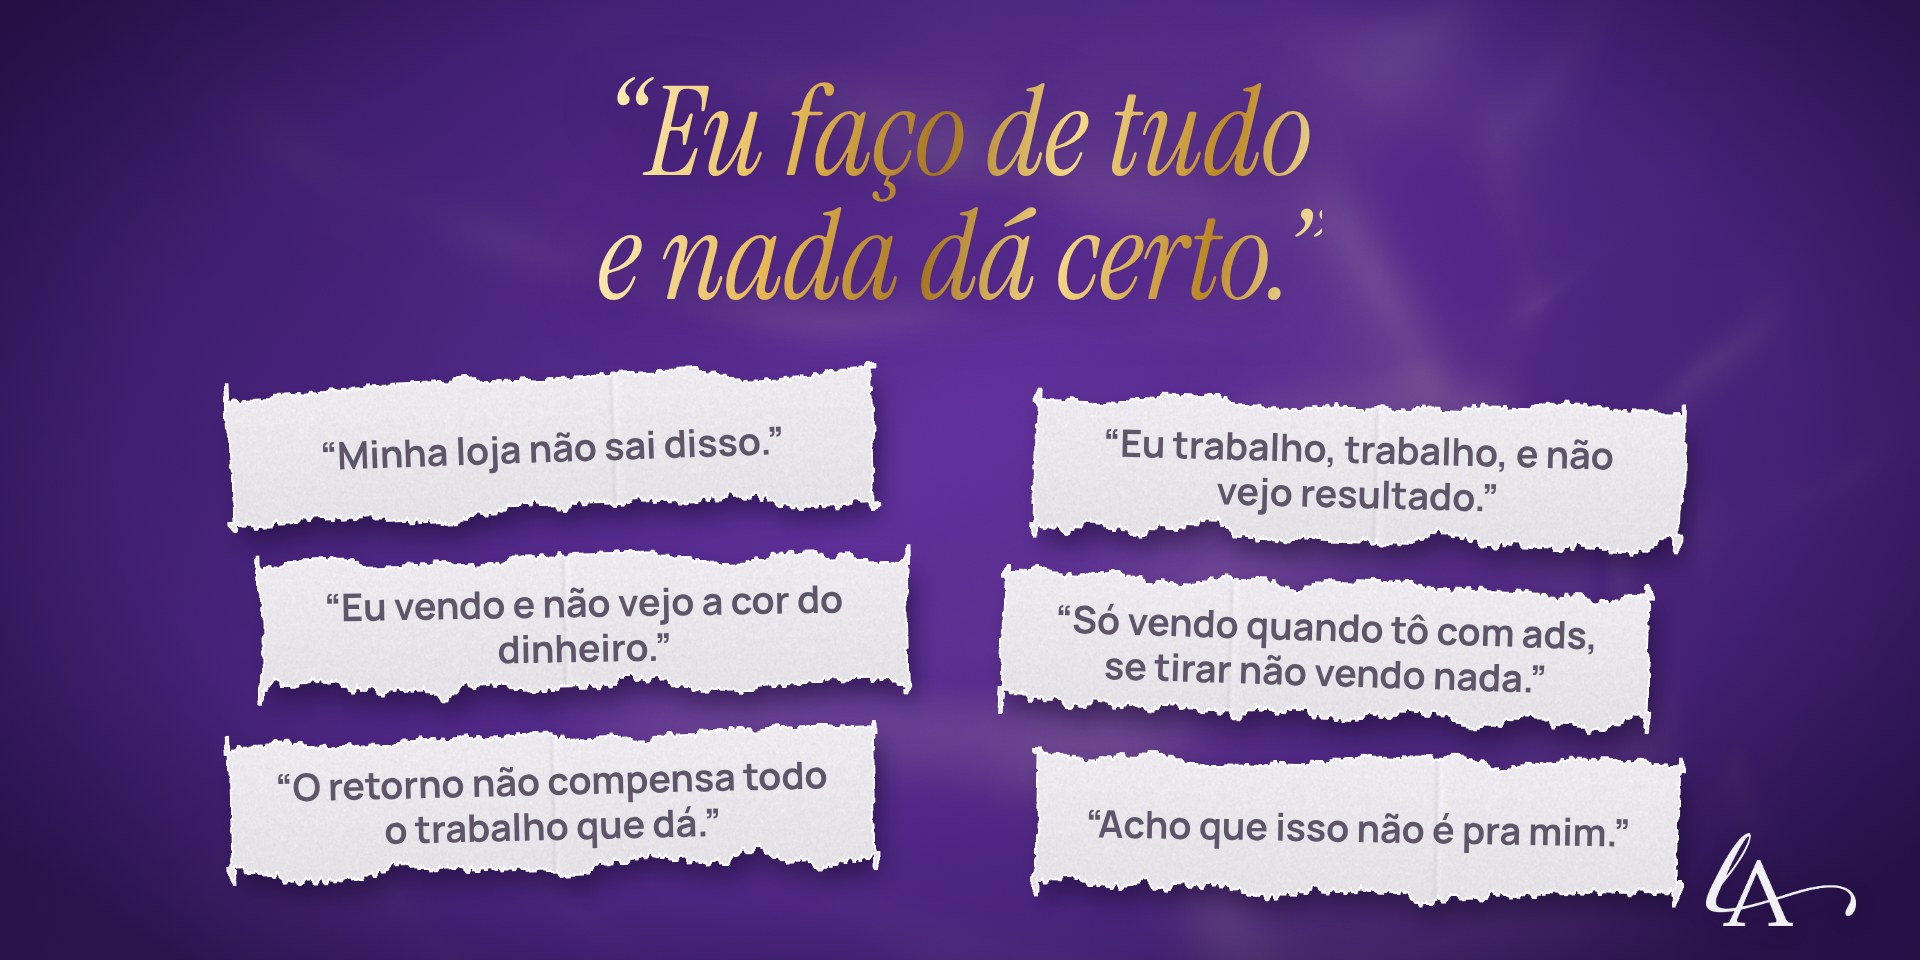 “Eu faço de tudo
e nada dá certo.”
“Minha loja não sai disso.”
“Eu trabalho, trabalho, e não
vejo resultado.”
“Eu vendo e não vejo a cor do
dinheiro.”
“Só vendo quando tô com ads,
se tirar não vendo nada.”
“O retorno não compensa todo
o trabalho que dá.”
“Acho que isso não é pra mim.”
lA